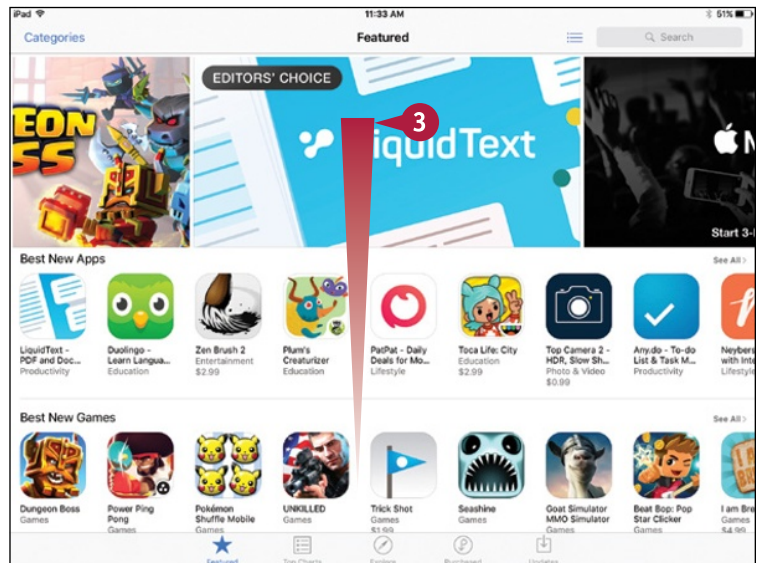 iPad 11:33 AM 51%
Categories Featured Search
EDITORS' CHOICE
EON
SS
3
iquidText
M
Start 3-
Best New Apps See All >
LiquidText - PDF and Doc... Productivity
Duolingo - Learn Langua... Education
Zen Brush 2 Entertainment $2.99
Plum's Creaturizer Education
PatPat - Daily Deals for Mo... Lifestyle
Toca Life: City Education $2.99
Top Camera 2 - HDR, Slow Sh... Photo & Video $0.99
Any.do - To-do List & Task M... Productivity
Neybers with Inte Lifestyle
Best New Games See All >
Dungeon Boss Games
Power Ping Pong Games
Pokémon Shuffle Mobile Games
UNKILLED Games
Trick Shot Games $1.99
Seashine Games
Goat Simulator MMO Simulator Games
Beat Bop: Pop Star Clicker Games
I AM BRE
I am Bre Games $4.99
Featured Top Charts Explore Purchased Updates